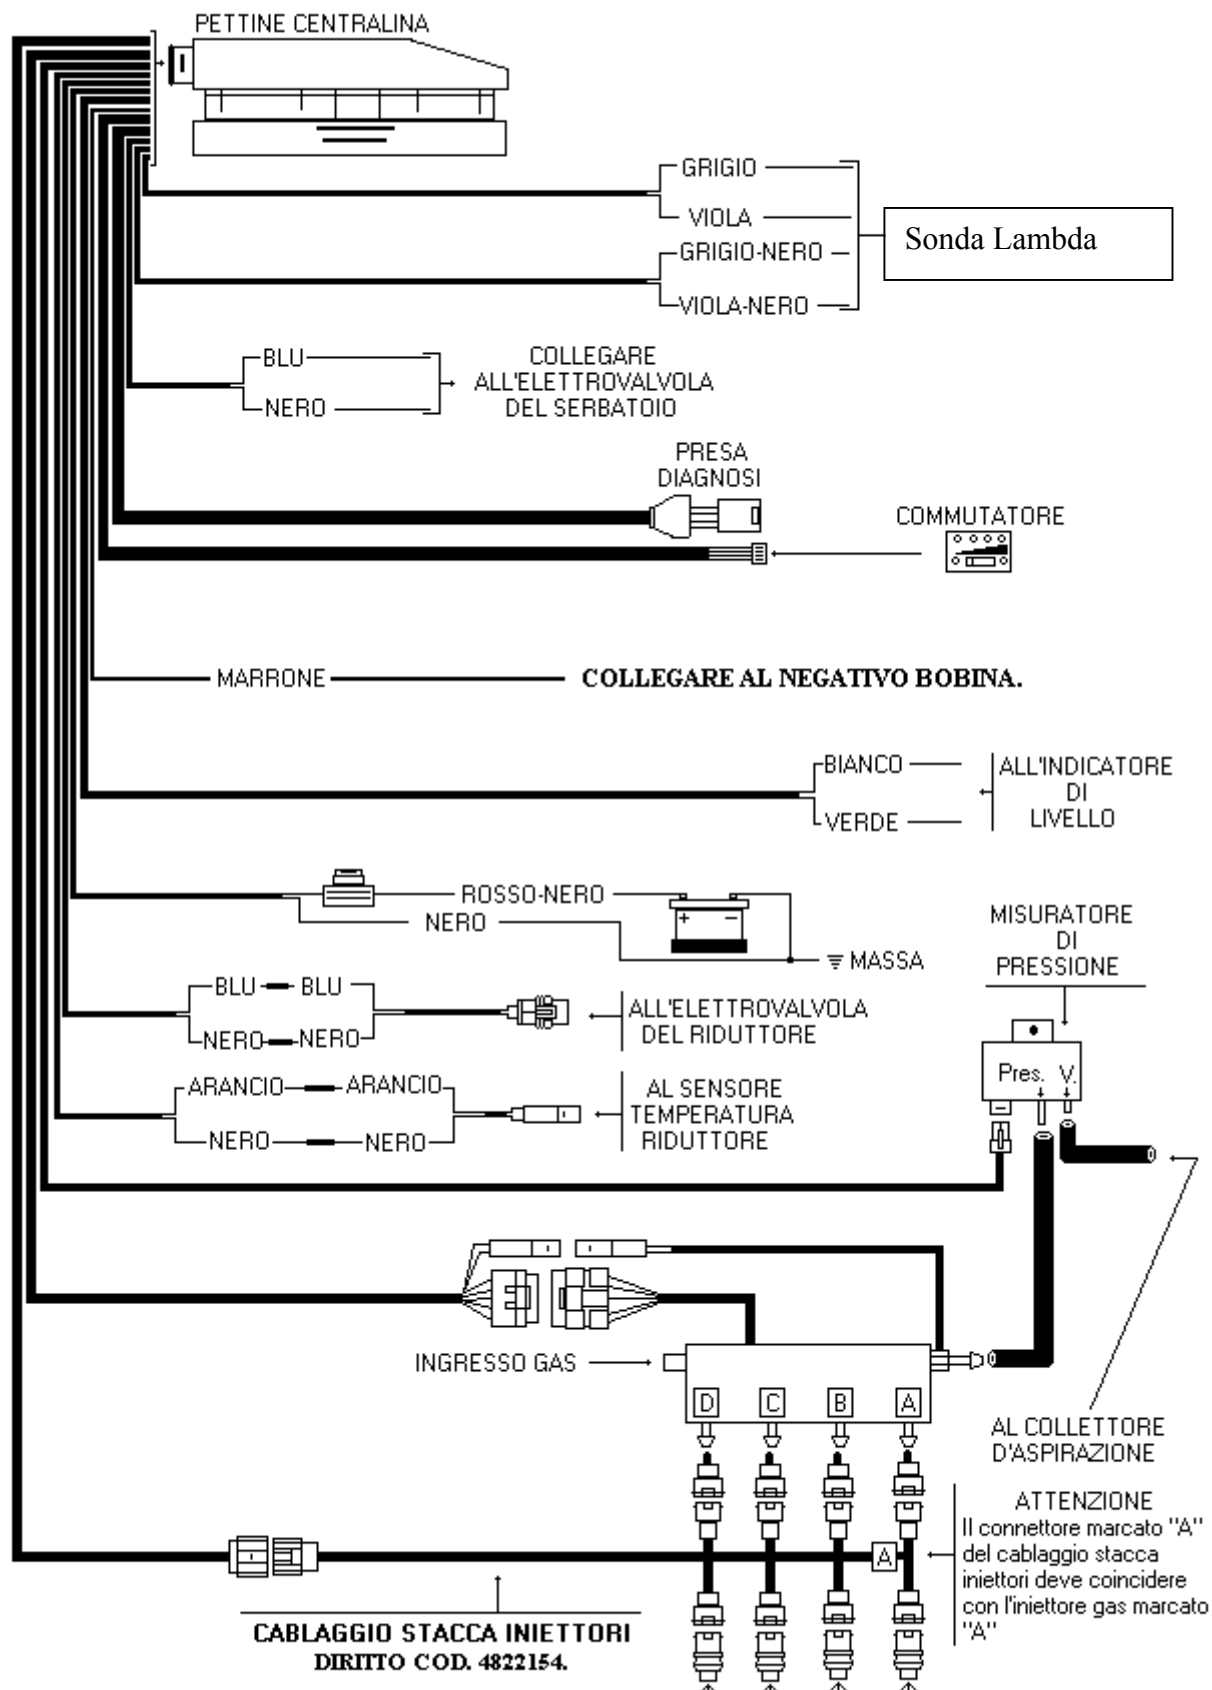 PETTINE CENTRALINA
GRIGIO
VIOLA
GRIGIO-NERO
VIOLA-NERO
Sonda Lambda
BLU
NERO
COLLEGARE
ALL'ELETTROVALVOLA
DEL SERBATOIO
PRESA
DIAGNOSI
COMMUTATORE
MARRONE
COLLEGARE AL NEGATIVO BOBINA.
BIANCO
VERDE
ALL'INDICATORE
DI
LIVELLO
ROSSO-NERO
NERO
+ −
MASSA
MISURATORE
DI
PRESSIONE
Pres. V.
BLU BLU
NERO NERO
ALL'ELETTROVALVOLA
DEL RIDUTTORE
ARANCIO ARANCIO
NERO NERO
AL SENSORE
TEMPERATURA
RIDUTTORE
INGRESSO GAS
D C B A
AL COLLETTORE
D'ASPIRAZIONE
A
ATTENZIONE
Il connettore marcato "A"
del cablaggio stacca
iniettori deve coincidere
con l'iniettore gas marcato
"A"
CABLAGGIO STACCA INIETTORI
DIRITTO COD. 4822154.